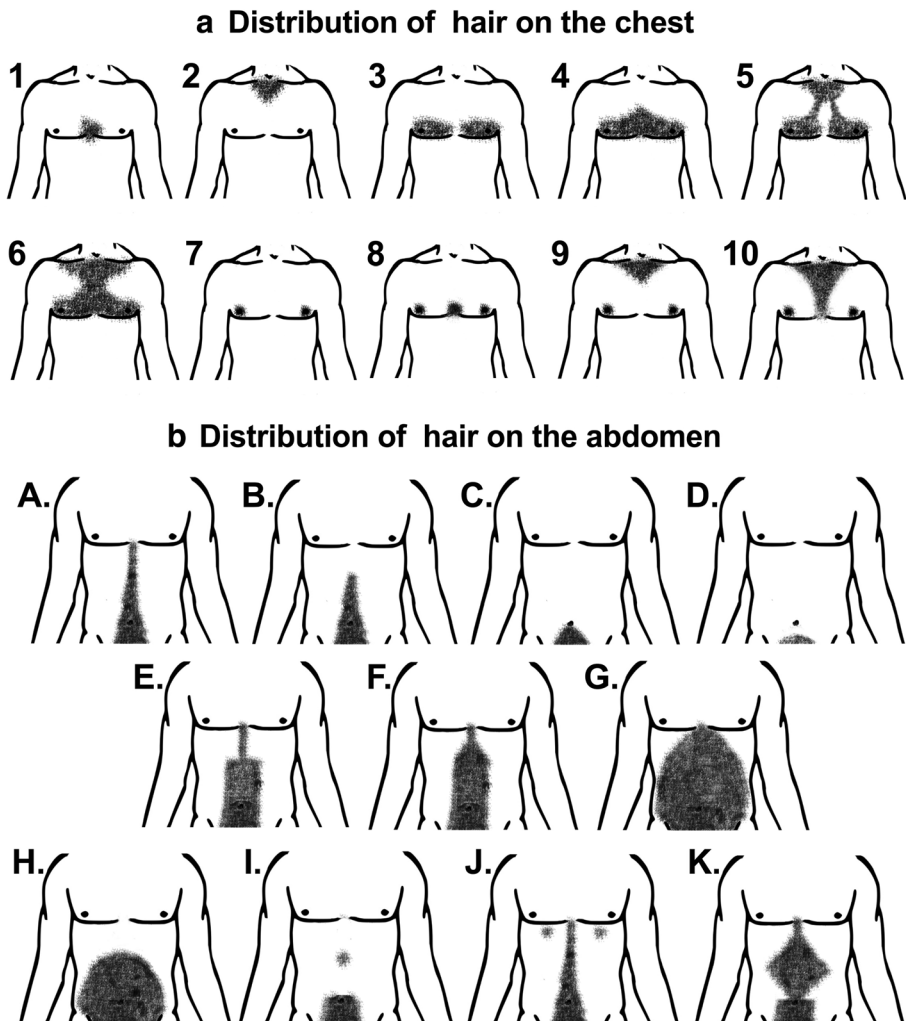 a Distribution of hair on the chest
1 2 3 4 5
6 7 8 9 10
b Distribution of hair on the abdomen
A. B. C. D.
E. F. G.
H. I. J. K.